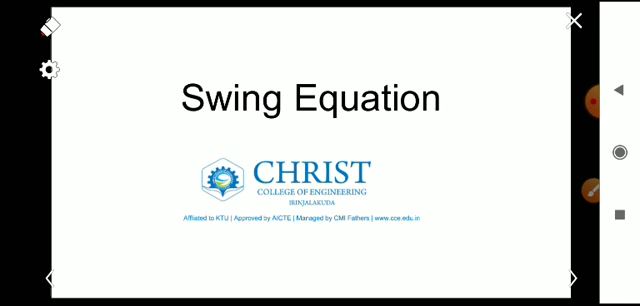 Swing Equation
CHRIST
COLLEGE OF ENGINEERING
IRINJALAKUDA
Affliated to KTU | Approved by AICTE | Managed by CMI Fathers | www.cce.edu.in